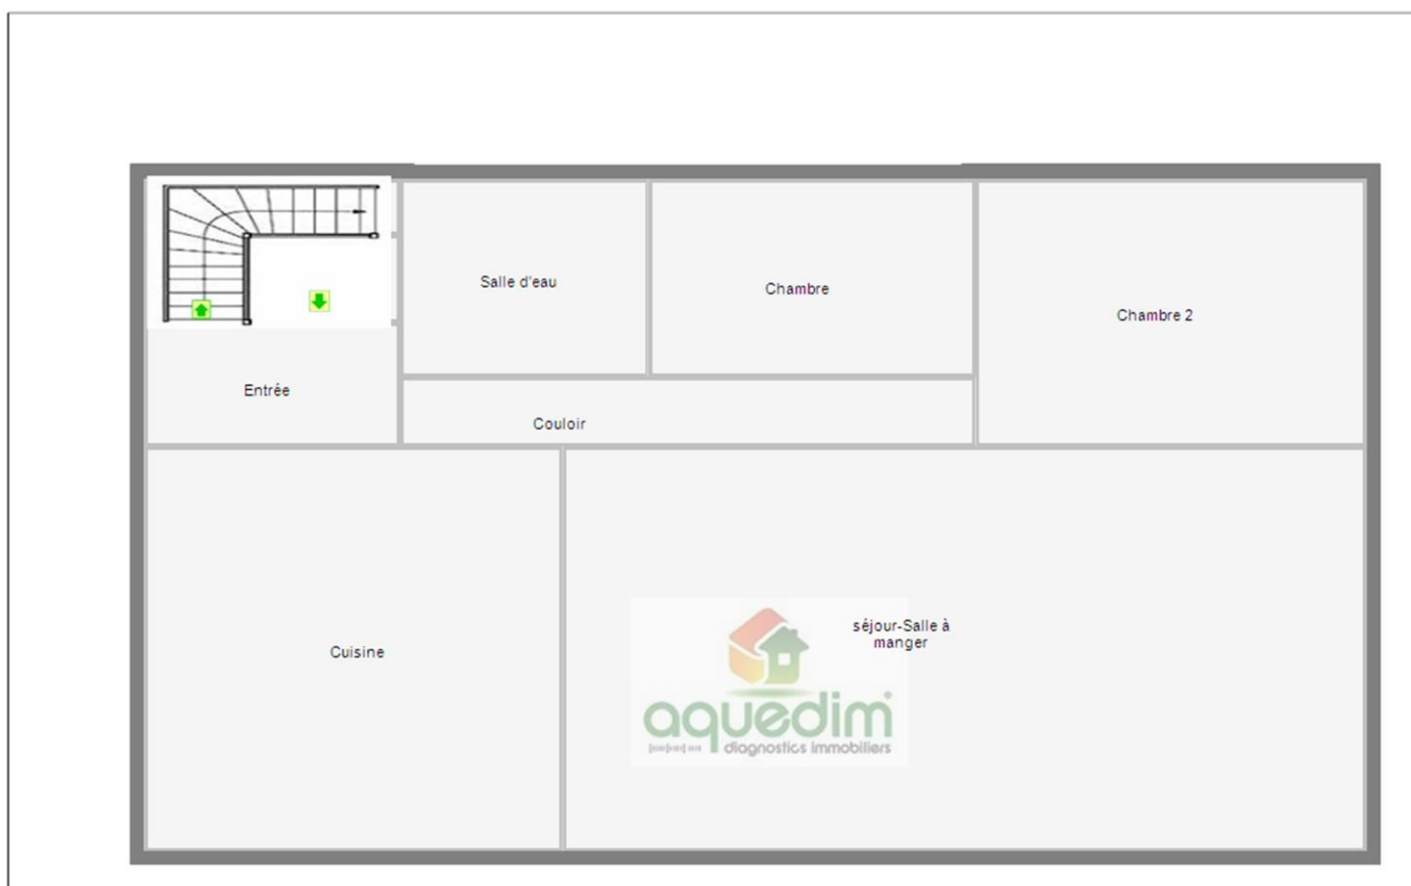 Salle d'eau
Chambre
Chambre 2
Entrée
Couloir
Cuisine
séjour-Salle à
manger
aquedim
diagnostics immobiliers